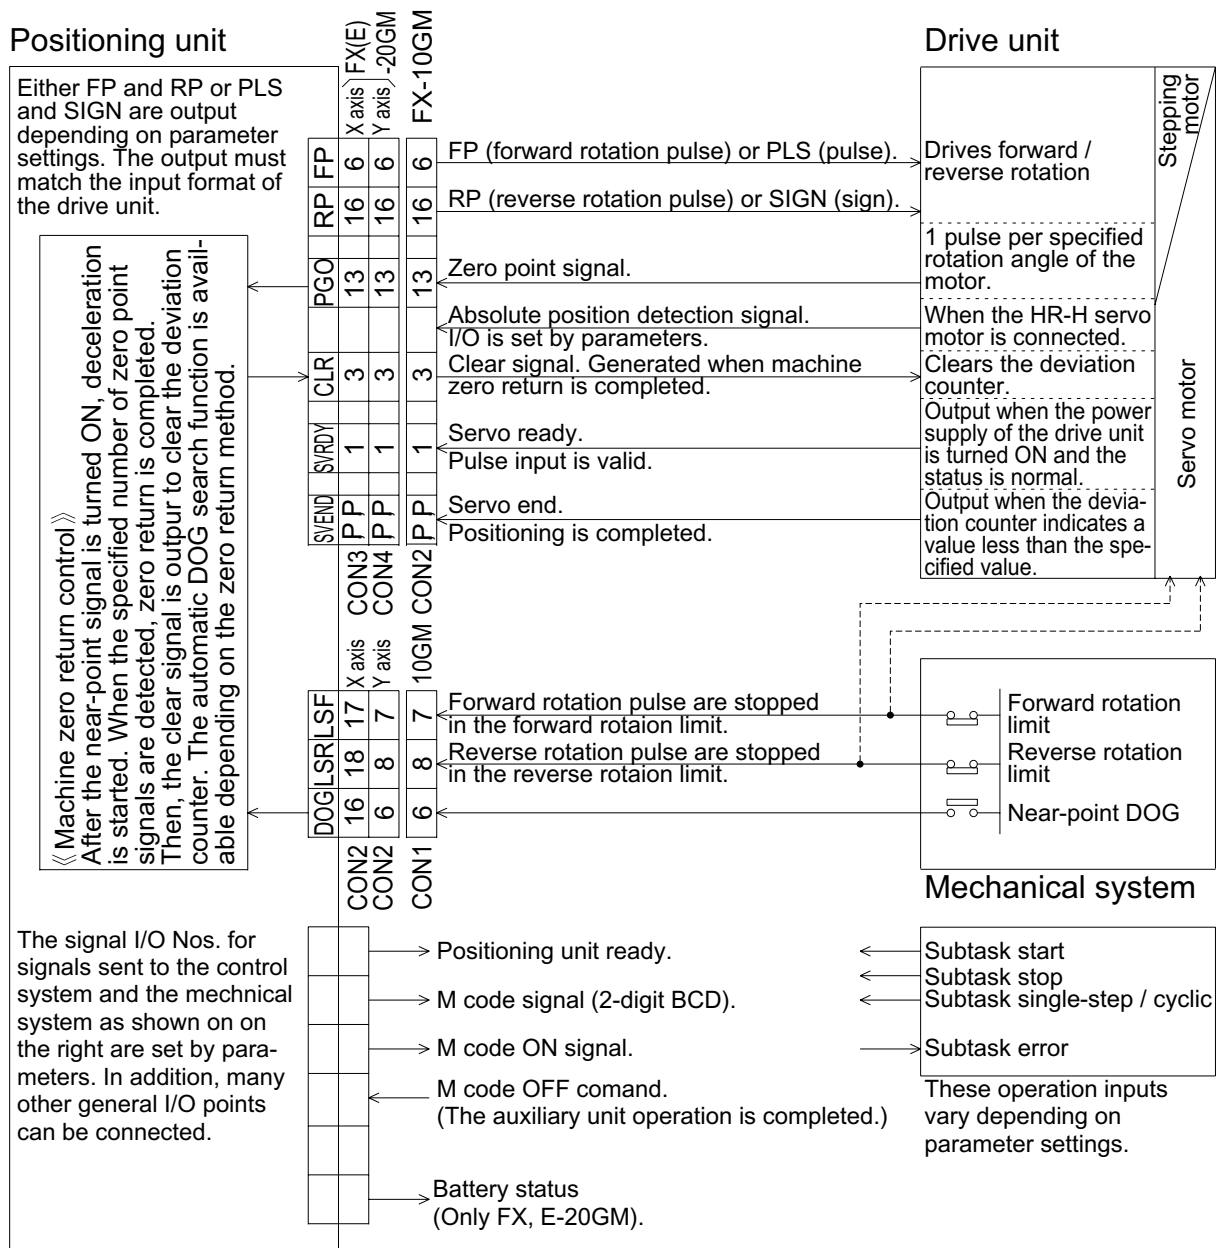 Positioning unit
Drive unit
Either FP and RP or PLS
and SIGN are output
depending on parameter
settings. The output must
match the input format of
the drive unit.
X axis
Y axis
FX(E)
-20GM
FX-10GM
FP 6 6 6
RP 16 16 16
PGO 13 13 13
CLR 3 3 3
SVRDY 1 1 1
SVEND P,P P,P P,P
CON3 CON4 CON2
FP (forward rotation pulse) or PLS (pulse).
RP (reverse rotation pulse) or SIGN (sign).
Zero point signal.
Absolute position detection signal.
I/O is set by parameters.
Clear signal. Generated when machine
zero return is completed.
Servo ready.
Pulse input is valid.
Servo end.
Positioning is completed.
Drives forward /
reverse rotation
1 pulse per specified
rotation angle of the
motor.
When the HR-H servo
motor is connected.
Clears the deviation
counter.
Output when the power
supply of the drive unit
is turned ON and the
status is normal.
Output when the devia-
tion counter indicates a
value less than the spe-
cified value.
Stepping
motor
Servo motor
《Machine zero return control》
After the near-point signal is turned ON, deceleration
is started. When the specified number of zero point
signals are detected, zero return is completed.
Then, the clear signal is outpur to clear the deviation
counter. The automatic DOG search function is avail-
able depending on the zero return method.
X axis
Y axis
10GM
LSF 17 7 7
LSR 18 8 8
DOG 16 6 6
CON2 CON2 CON1
Forward rotation pulse are stopped
in the forward rotaion limit.
Reverse rotation pulse are stopped
in the reverse rotaion limit.
Forward rotation
limit
Reverse rotation
limit
Near-point DOG
Mechanical system
The signal I/O Nos. for
signals sent to the control
system and the mechnical
system as shown on on
the right are set by para-
meters. In addition, many
other general I/O points
can be connected.
Positioning unit ready.
M code signal (2-digit BCD).
M code ON signal.
M code OFF comand.
(The auxiliary unit operation is completed.)
Battery status
(Only FX, E-20GM).
Subtask start
Subtask stop
Subtask single-step / cyclic
Subtask error
These operation inputs
vary depending on
parameter settings.